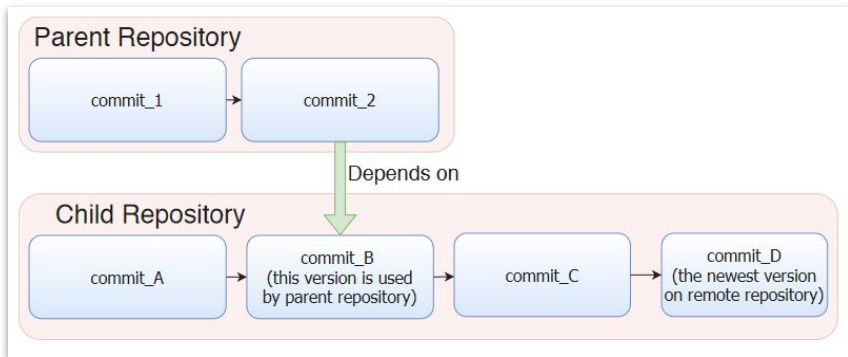 Parent Repository
commit_1
commit_2
Depends on
Child Repository
commit_A
commit_B
(this version is used
by parent repository)
commit_C
commit_D
(the newest version
on remote repository)